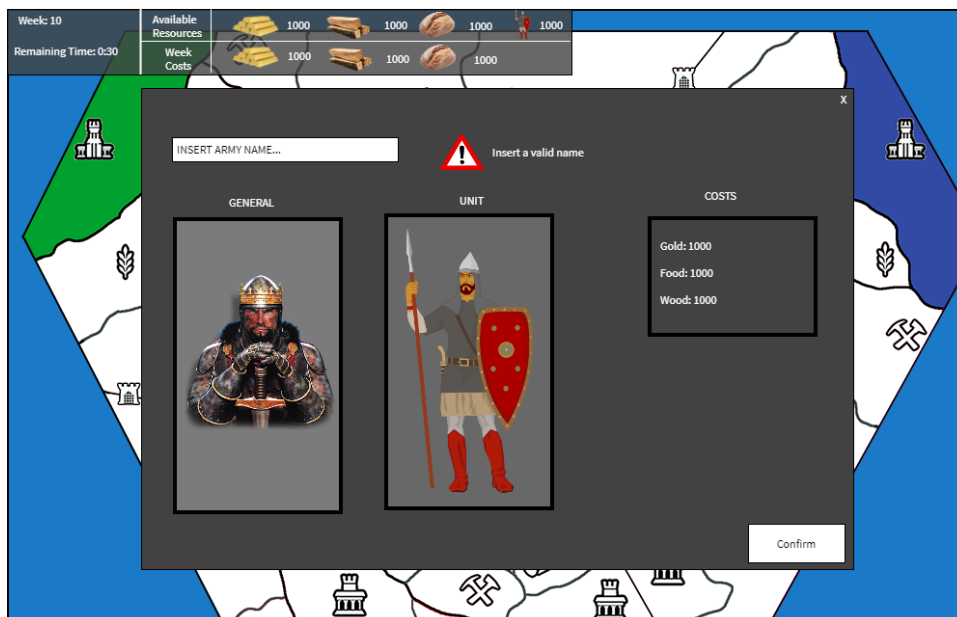 Week: 10
Remaining Time: 0:30
Available
Resources
1000
1000
1000
1000
Week
Costs
1000
1000
1000
X
INSERT ARMY NAME...
Insert a valid name
GENERAL
UNIT
COSTS
Gold: 1000
Food: 1000
Wood: 1000
Confirm